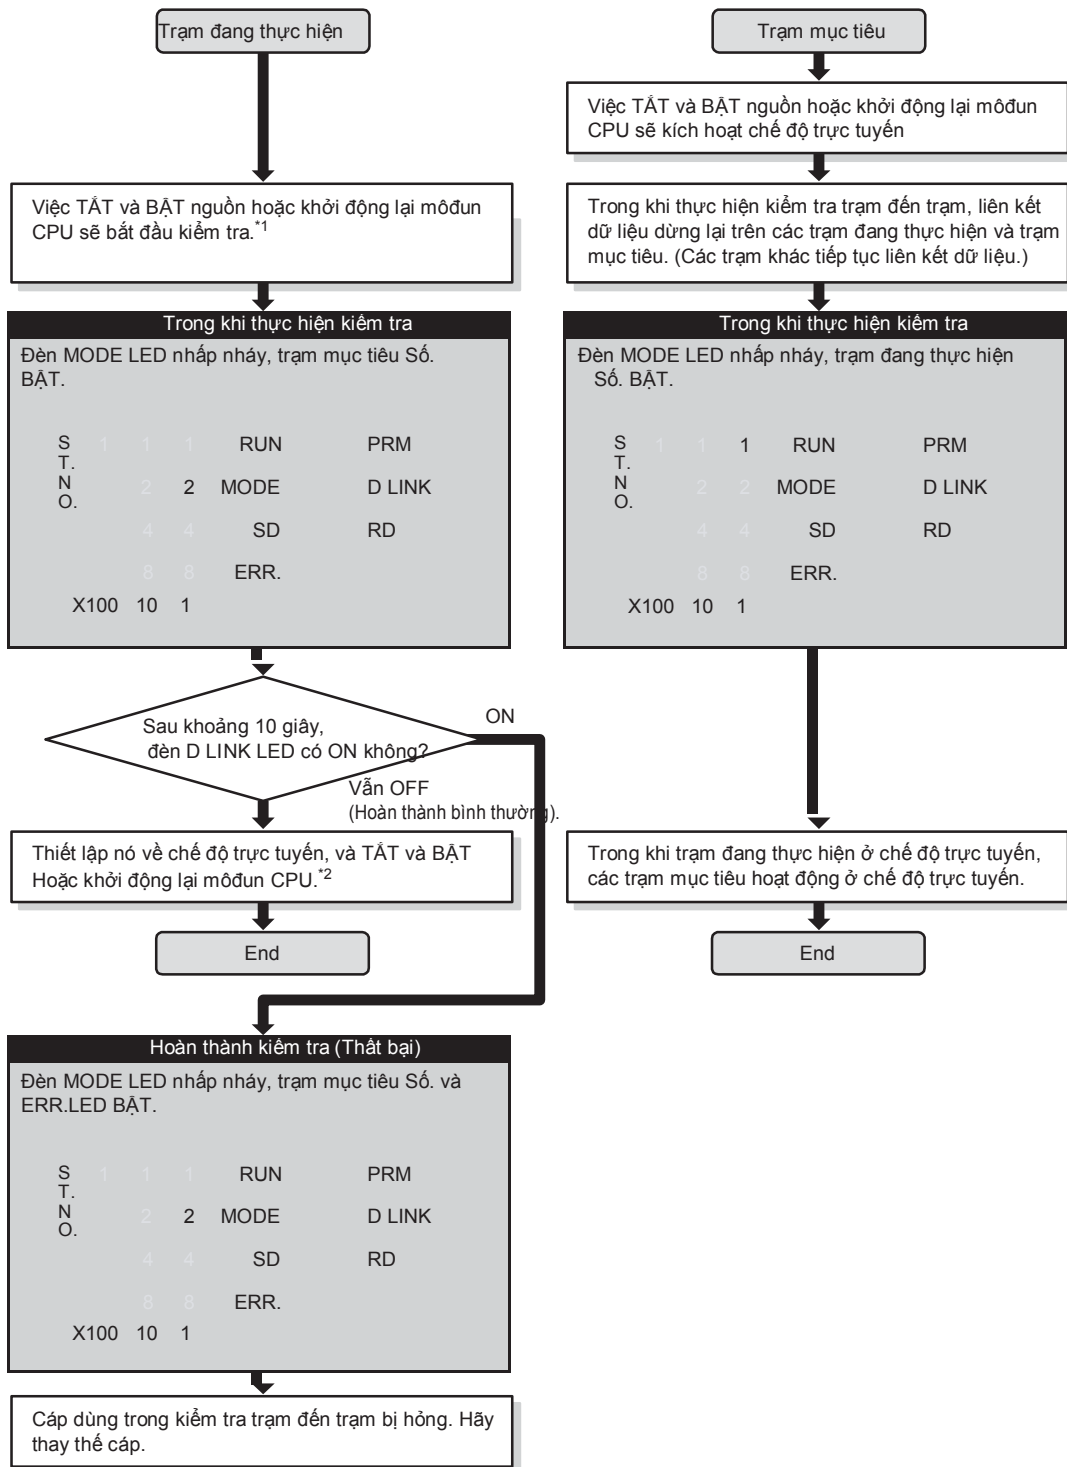 Trạm đang thực hiện
Việc TẮT và BẬT nguồn hoặc khởi động lại môđun
CPU sẽ bắt đầu kiểm tra.*1
Trong khi thực hiện kiểm tra
Đèn MODE LED nhấp nháy, trạm mục tiêu Số.
BẬT.
S T. N O.
1 1 1 RUN PRM
2 2 MODE D LINK
4 4 SD RD
8 8 ERR.
X100 10 1
Sau khoảng 10 giây,
đèn D LINK LED có ON không?
ON
Vẫn OFF
(Hoàn thành bình thường).
Thiết lập nó về chế độ trực tuyến, và TẮT và BẬT
Hoặc khởi động lại môđun CPU.*2
End
Hoàn thành kiểm tra (Thất bại)
Đèn MODE LED nhấp nháy, trạm mục tiêu Số. và
ERR.LED BẬT.
S T. N O.
1 1 1 RUN PRM
2 2 MODE D LINK
4 4 SD RD
8 8 ERR.
X100 10 1
Cáp dùng trong kiểm tra trạm đến trạm bị hỏng. Hãy
thay thế cáp.
Trạm mục tiêu
Việc TẮT và BẬT nguồn hoặc khởi động lại môđun
CPU sẽ kích hoạt chế độ trực tuyến
Trong khi thực hiện kiểm tra trạm đến trạm, liên kết
dữ liệu dừng lại trên các trạm đang thực hiện và trạm
mục tiêu. (Các trạm khác tiếp tục liên kết dữ liệu.)
Trong khi thực hiện kiểm tra
Đèn MODE LED nhấp nháy, trạm đang thực hiện
Số. BẬT.
S T. N O.
1 1 1 RUN PRM
2 2 MODE D LINK
4 4 SD RD
8 8 ERR.
X100 10 1
Trong khi trạm đang thực hiện ở chế độ trực tuyến,
các trạm mục tiêu hoạt động ở chế độ trực tuyến.
End